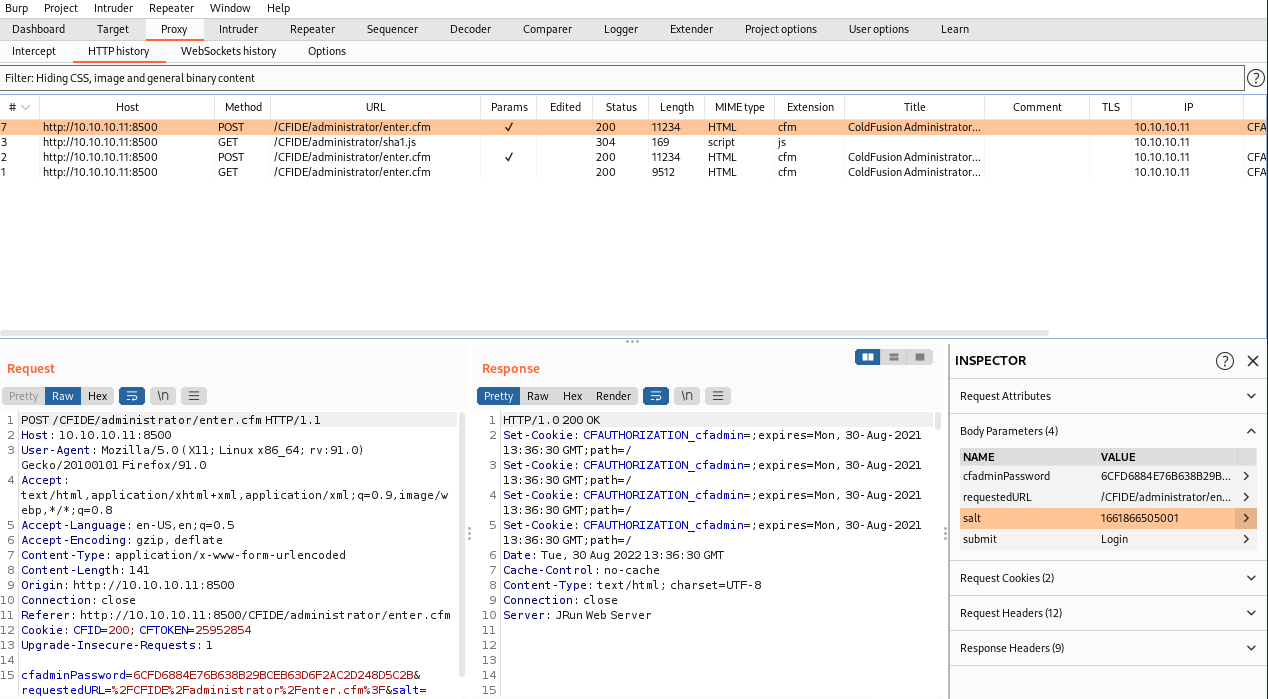 Burp Project Intruder Repeater Window Help
Dashboard Target Proxy Intruder Repeater Sequencer Decoder Comparer Logger Extender Project options User options Learn
Intercept HTTP history WebSockets history Options
Filter: Hiding CSS, image and general binary content ?
# Host Method URL Params Edited Status Length MIME type Extension Title Comment TLS IP
7 http://10.10.10.11:8500 POST /CFIDE/administrator/enter.cfm ✓ 200 11234 HTML cfm ColdFusion Administrator... 10.10.10.11 CFA
3 http://10.10.10.11:8500 GET /CFIDE/administrator/sha1.js 304 169 script js 10.10.10.11
2 http://10.10.10.11:8500 POST /CFIDE/administrator/enter.cfm ✓ 200 11234 HTML cfm ColdFusion Administrator... 10.10.10.11 CFA
1 http://10.10.10.11:8500 GET /CFIDE/administrator/enter.cfm 200 9512 HTML cfm ColdFusion Administrator... 10.10.10.11 CFA
Request
Pretty Raw Hex \n
1 POST /CFIDE/administrator/enter.cfm HTTP/1.1
2 Host: 10.10.10.11:8500
3 User-Agent: Mozilla/5.0 (X11; Linux x86_64; rv:91.0)
Gecko/20100101 Firefox/91.0
4 Accept:
text/html,application/xhtml+xml,application/xml;q=0.9,image/w
ebp,*/*;q=0.8
5 Accept-Language: en-US,en;q=0.5
6 Accept-Encoding: gzip, deflate
7 Content-Type: application/x-www-form-urlencoded
8 Content-Length: 141
9 Origin: http://10.10.10.11:8500
10 Connection: close
11 Referer: http://10.10.10.11:8500/CFIDE/administrator/enter.cfm
12 Cookie: CFID=200; CFTOKEN=25952854
13 Upgrade-Insecure-Requests: 1
14
15 cfadminPassword=6CFD6884E76B638B29BCEB63D6F2AC2D248D5C2B&
requestedURL=%2FCFIDE%2Fadministrator%2Fenter.cfm%3F&salt=
Response
Pretty Raw Hex Render \n
1 HTTP/1.0 200 OK
2 Set-Cookie: CFAUTHORIZATION_cfadmin=;expires=Mon, 30-Aug-2021
13:36:30 GMT;path=/
3 Set-Cookie: CFAUTHORIZATION_cfadmin=;expires=Mon, 30-Aug-2021
13:36:30 GMT;path=/
4 Set-Cookie: CFAUTHORIZATION_cfadmin=;expires=Mon, 30-Aug-2021
13:36:30 GMT;path=/
5 Set-Cookie: CFAUTHORIZATION_cfadmin=;expires=Mon, 30-Aug-2021
13:36:30 GMT;path=/
6 Date: Tue, 30 Aug 2022 13:36:30 GMT
7 Cache-Control: no-cache
8 Content-Type: text/html; charset=UTF-8
9 Connection: close
10 Server: JRun Web Server
11
12
13
14
15
INSPECTOR ?
Request Attributes
Body Parameters (4)
NAME VALUE
cfadminPassword 6CFD6884E76B638B29B...
requestedURL /CFIDE/administrator/en...
salt 1661866505001
submit Login
Request Cookies (2)
Request Headers (12)
Response Headers (9)